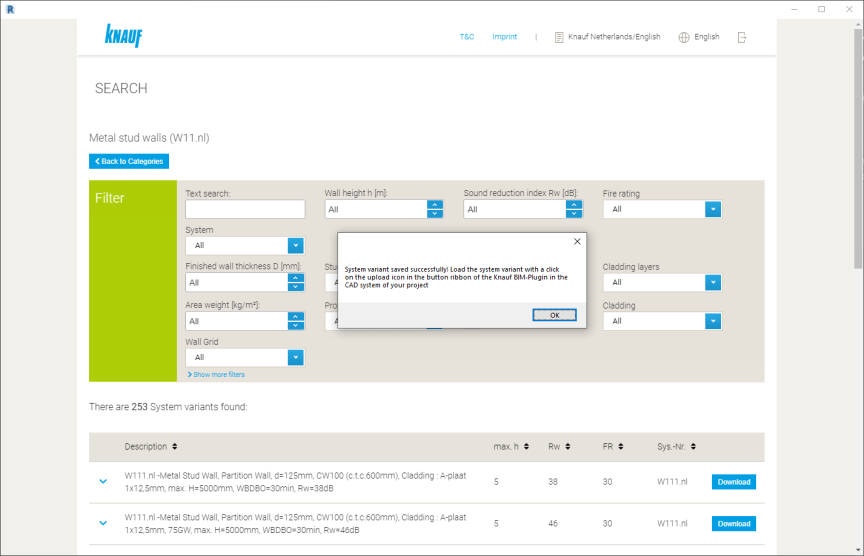 R
KNAUF
T&C Imprint | Knauf Netherlands/English English
SEARCH
Metal stud walls (W11.nl)
Back to Categories
Filter
Text search: Wall height h [m]: Sound reduction index Rw [dB]: Fire rating
All All All
System
All
Finished wall thickness D [mm]: Cladding layers
All All
Area weight [kg/m²]: Cladding
All All
Wall Grid
All
Show more filters
System variant saved successfully! Load the system variant with a click
on the upload icon in the button ribbon of the Knauf BIM-Plugin in the
CAD system of your project
OK
There are 253 System variants found:
Description max. h Rw FR Sys.-Nr.
W111.nl -Metal Stud Wall, Partition Wall, d=125mm, CW100 (c.t.c.600mm), Cladding : A-plaat
1x12,5mm, max. H=5000mm, WBDBO=30min, Rw=38dB
5 38 30 W111.nl Download
W111.nl -Metal Stud Wall, Partition Wall, d=125mm, CW100 (c.t.c.600mm), Cladding : A-plaat
1x12,5mm, 75GW, max. H=5000mm, WBDBO=30min, Rw=46dB
5 46 30 W111.nl Download